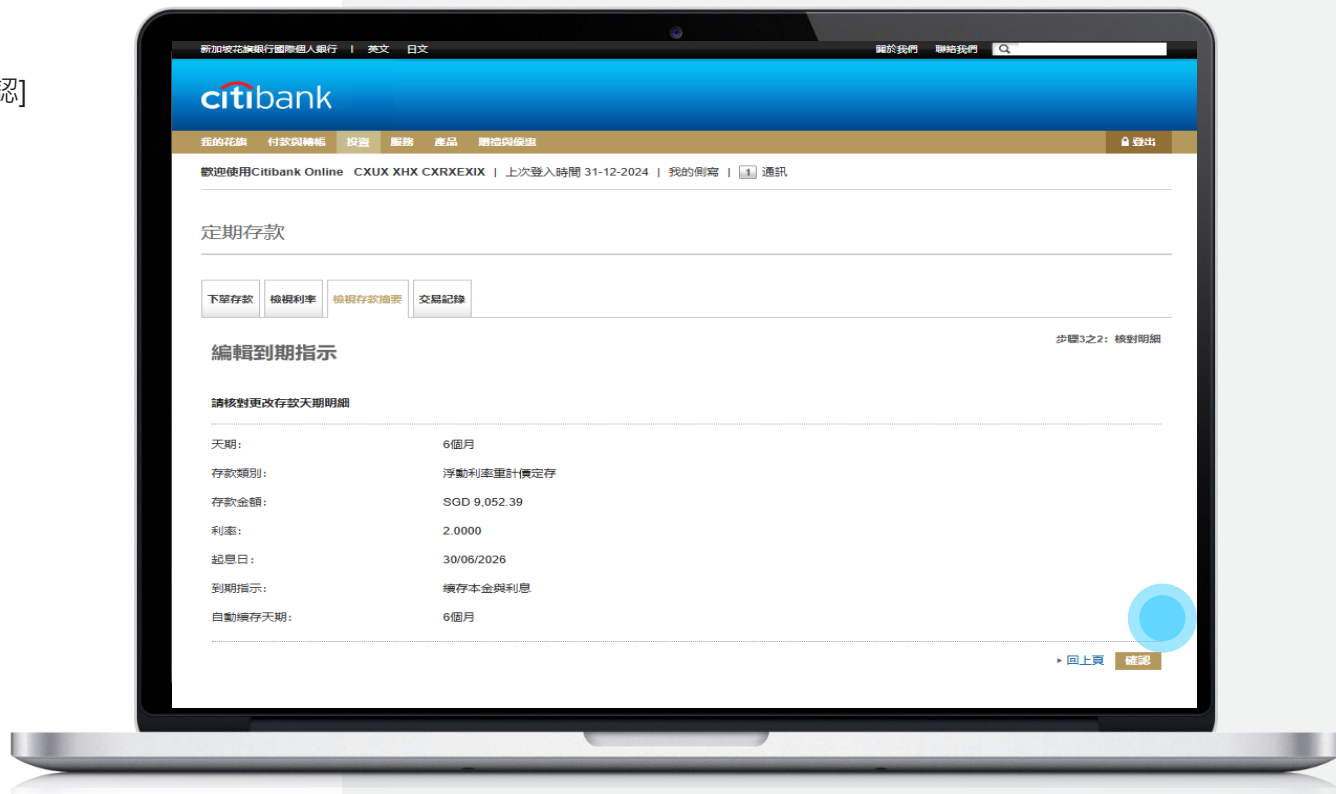 認]
新加坡花旗銀行國際個人銀行 | 英文 日文 關於我們 聯絡我們
citibank
我的花旗 付款與轉帳 投資 服務 產品 贈禮與優惠 登出
歡迎使用Citibank Online CXUX XHX CXRXEXIX | 上次登入時間 31-12-2024 | 我的側寫 | 1 通訊
定期存款
下單存款 檢視利率 檢視存款摘要 交易記錄
編輯到期指示 步驟3之2: 核對明細
請核對更改存款天期明細
天期: 6個月
存款類別: 浮動利率重計價定存
存款金額: SGD 9,052.39
利率: 2.0000
起息日: 30/06/2026
到期指示: 續存本金與利息
自動續存天期: 6個月
回上頁 確認